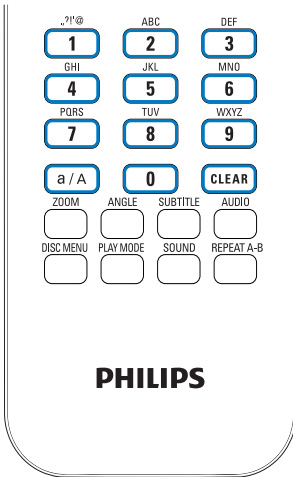 .,?!'@ ABC DEF
1 2 3
GHI JKL MNO
4 5 6
PQRS TUV WXYZ
7 8 9
a/A 0 CLEAR
ZOOM ANGLE SUBTITLE AUDIO
DISC MENU PLAY MODE SOUND REPEAT A-B
PHILIPS